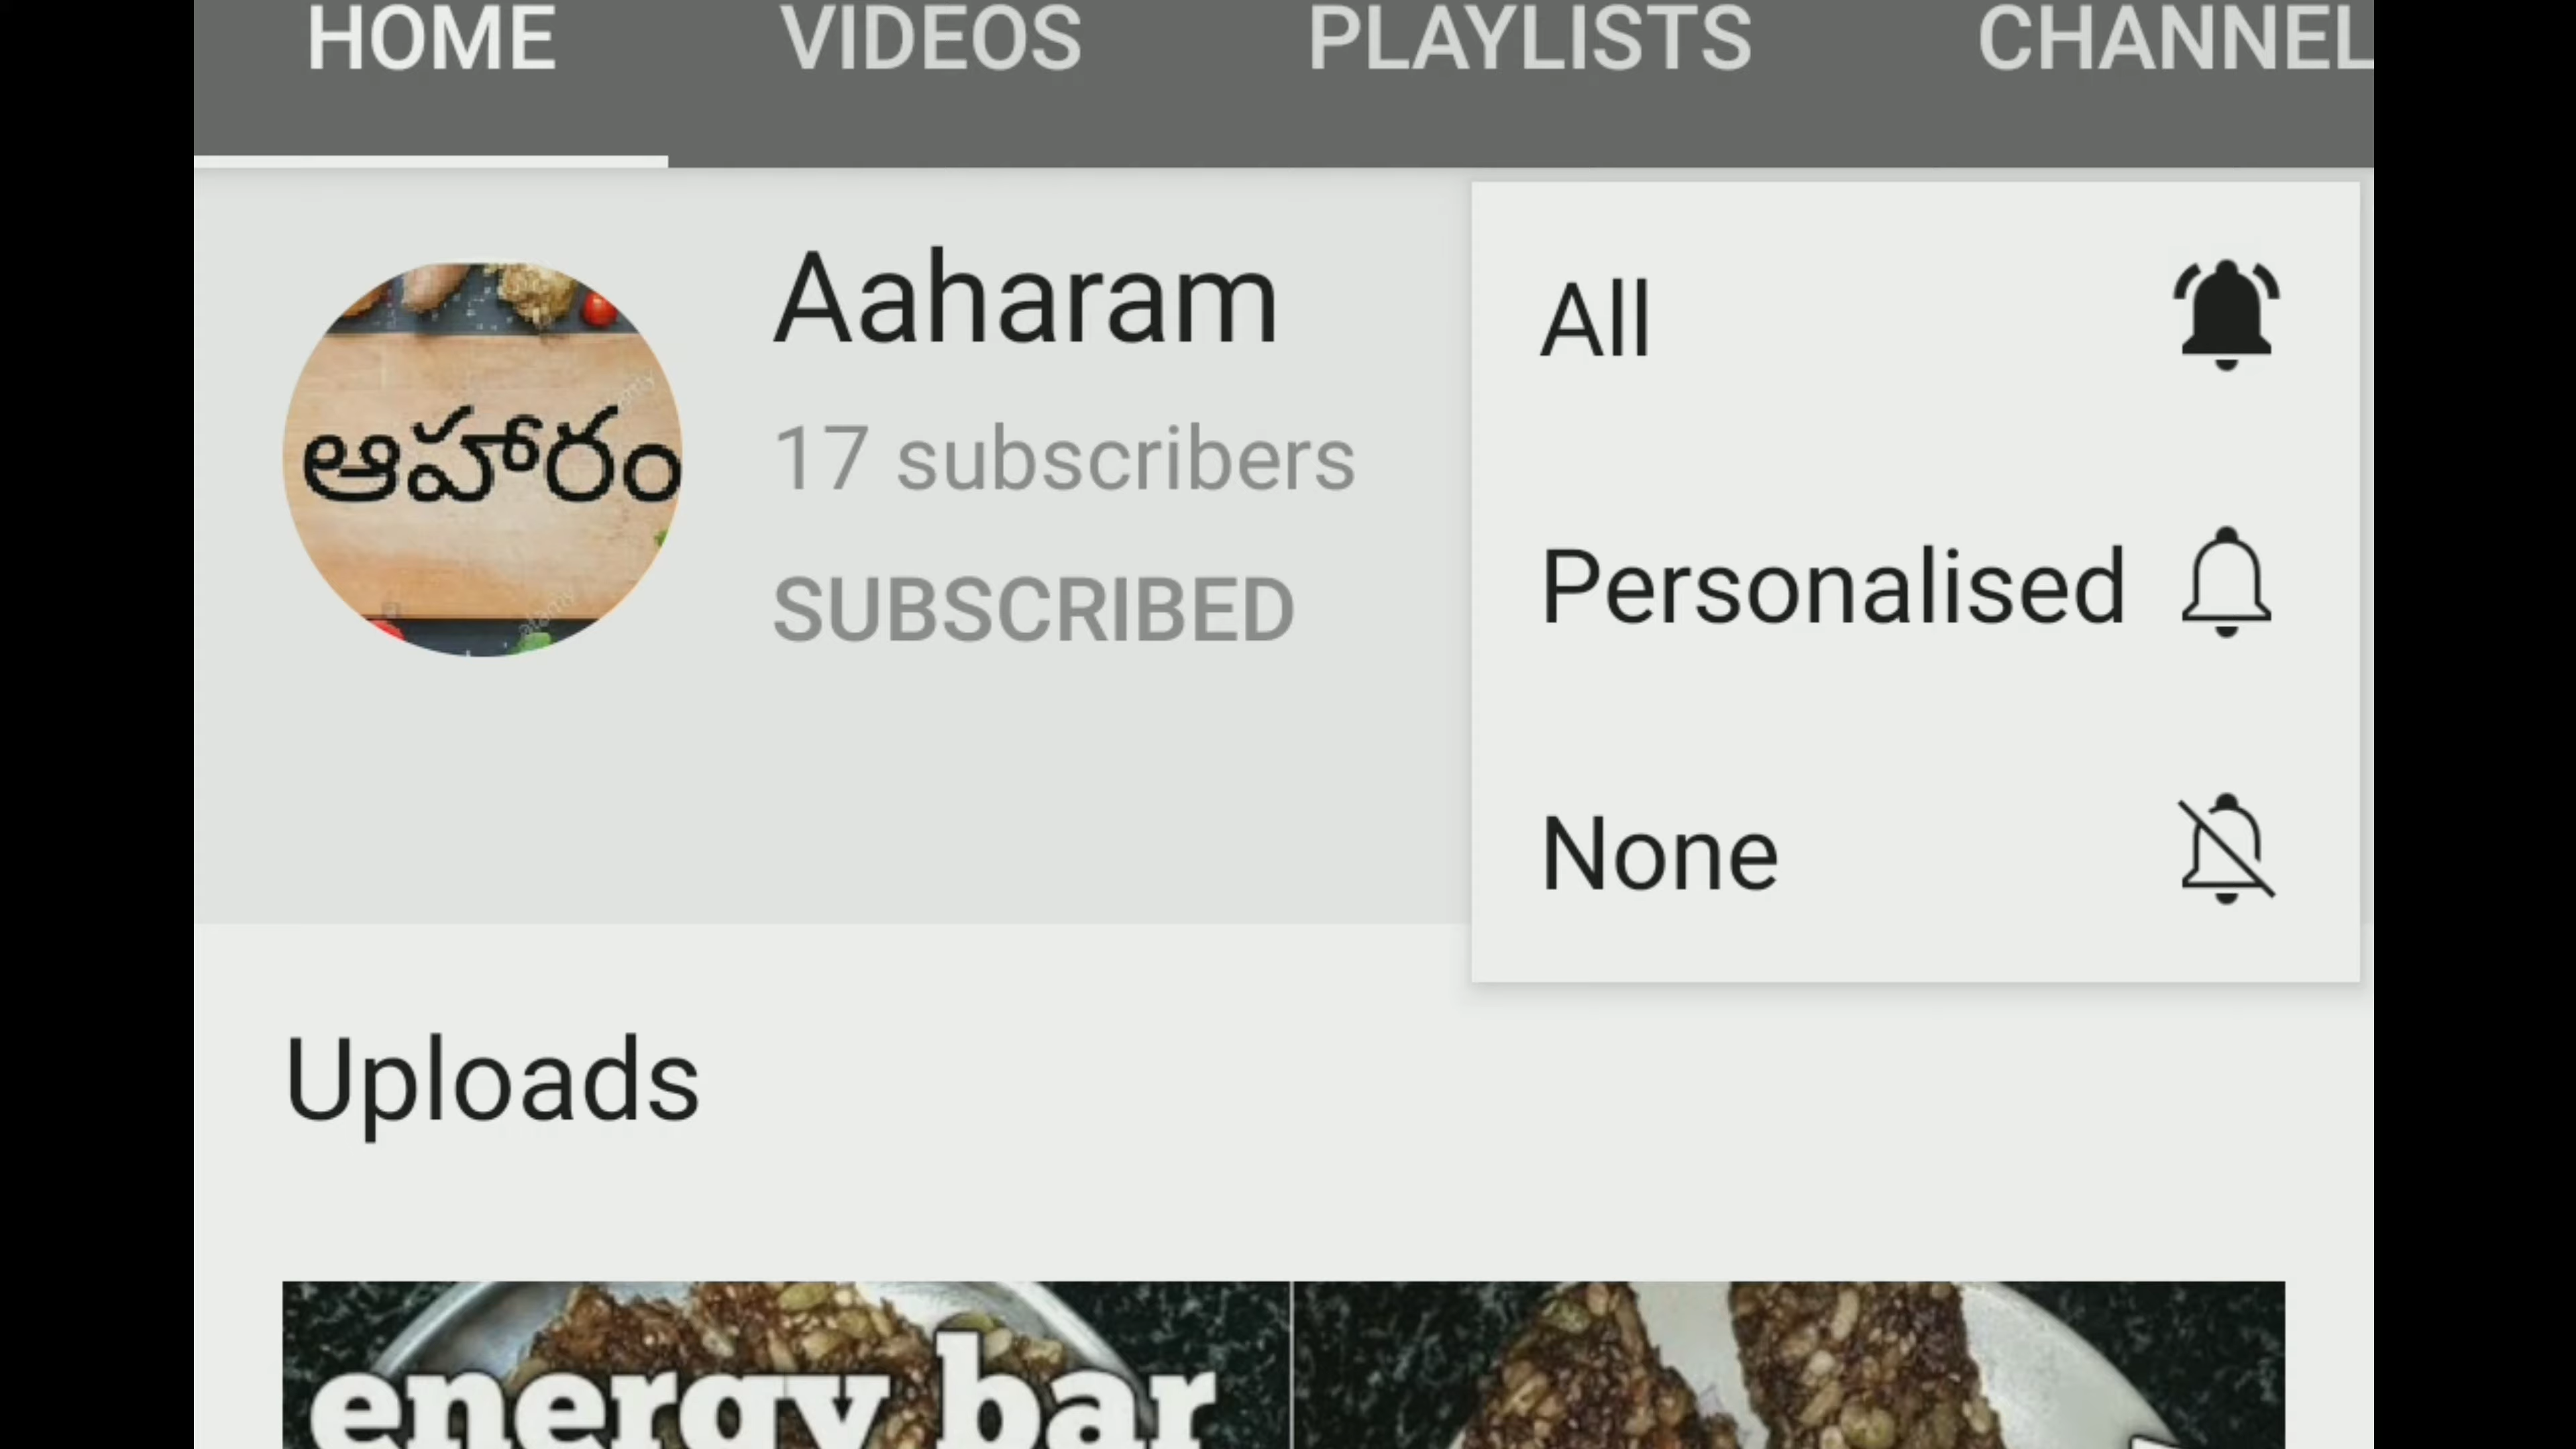 HOME VIDEOS PLAYLISTS CHANNEL
ఆహారం
Aaharam
17 subscribers
SUBSCRIBED
All
Personalised
None
Uploads
energy bar